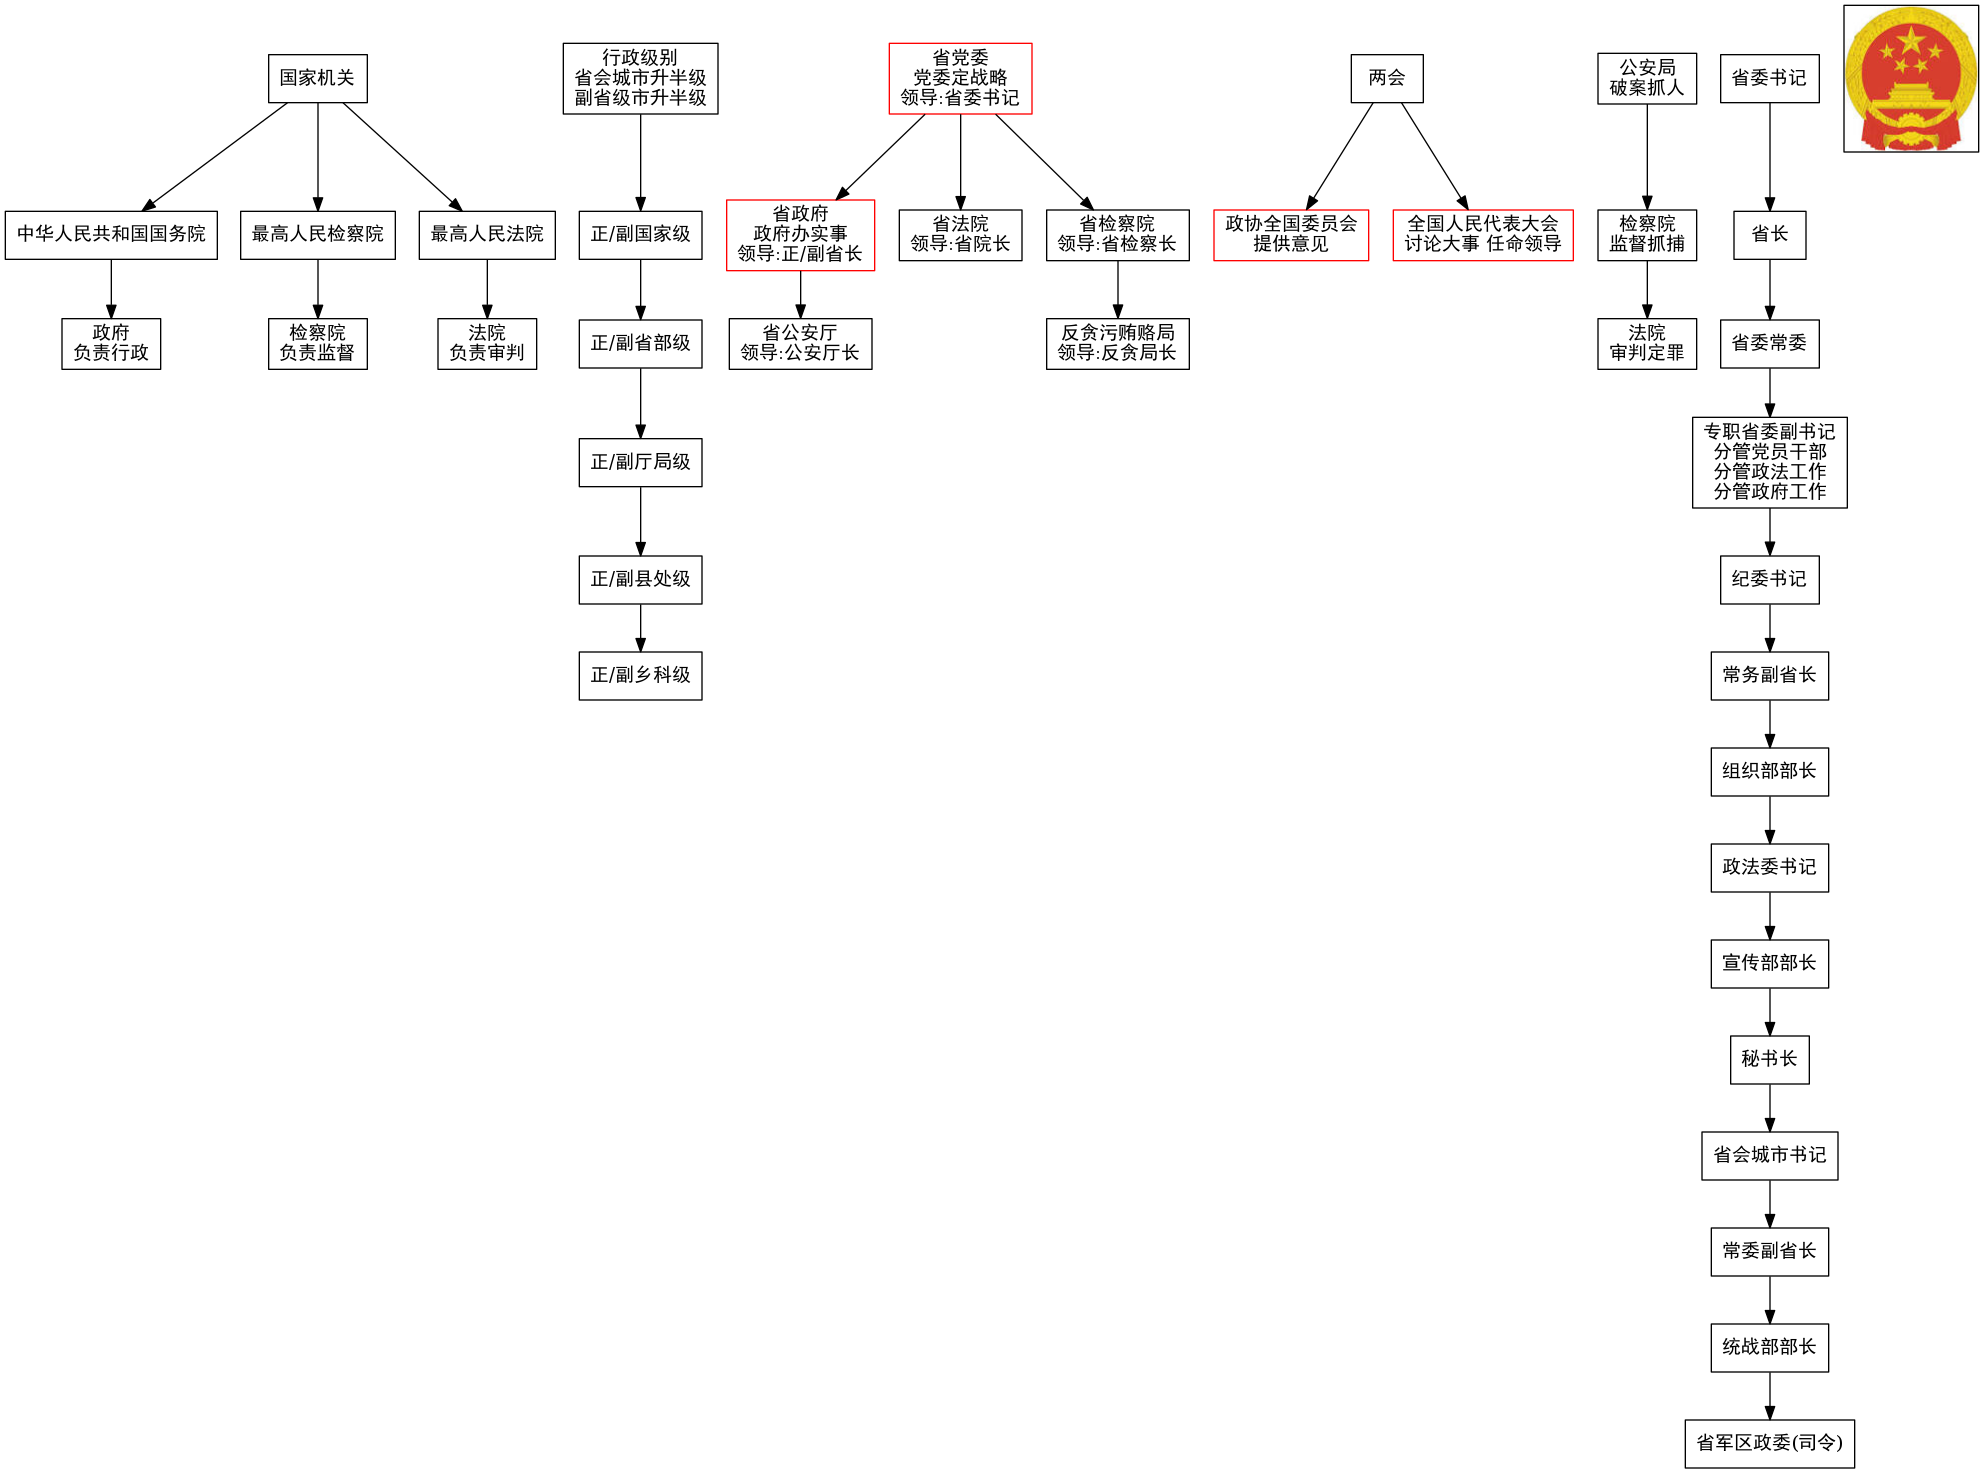 国家机关
中华人民共和国国务院
最高人民检察院
最高人民法院
政府
负责行政
检察院
负责监督
法院
负责审判
行政级别
省会城市升半级
副省级市升半级
正/副国家级
正/副省部级
正/副厅局级
正/副县处级
正/副乡科级
省党委
党委定战略
领导:省委书记
省政府
政府办实事
领导:正/副省长
省法院
领导:省院长
省检察院
领导:省检察长
省公安厅
领导:公安厅长
反贪污贿赂局
领导:反贪局长
两会
政协全国委员会
提供意见
全国人民代表大会
讨论大事 任命领导
公安局
破案抓人
检察院
监督抓捕
法院
审判定罪
省委书记
省长
省委常委
专职省委副书记
分管党员干部
分管政法工作
分管政府工作
纪委书记
常务副省长
组织部部长
政法委书记
宣传部部长
秘书长
省会城市书记
常委副省长
统战部部长
省军区政委(司令)